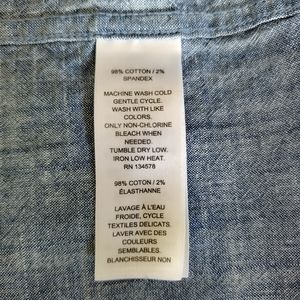 98% COTTON / 2%
SPANDEX
MACHINE WASH COLD
GENTLE CYCLE.
WASH WITH LIKE
COLORS.
ONLY NON-CHLORINE
BLEACH WHEN
NEEDED.
TUMBLE DRY LOW.
IRON LOW HEAT.
RN 134578
98% COTON / 2%
ÉLASTHANNE
LAVAGE À L'EAU
FROIDE, CYCLE
TEXTILES DELICATS.
LAVER AVEC DES
COULEURS
SEMBLABLES.
BLANCHISSEUR NON